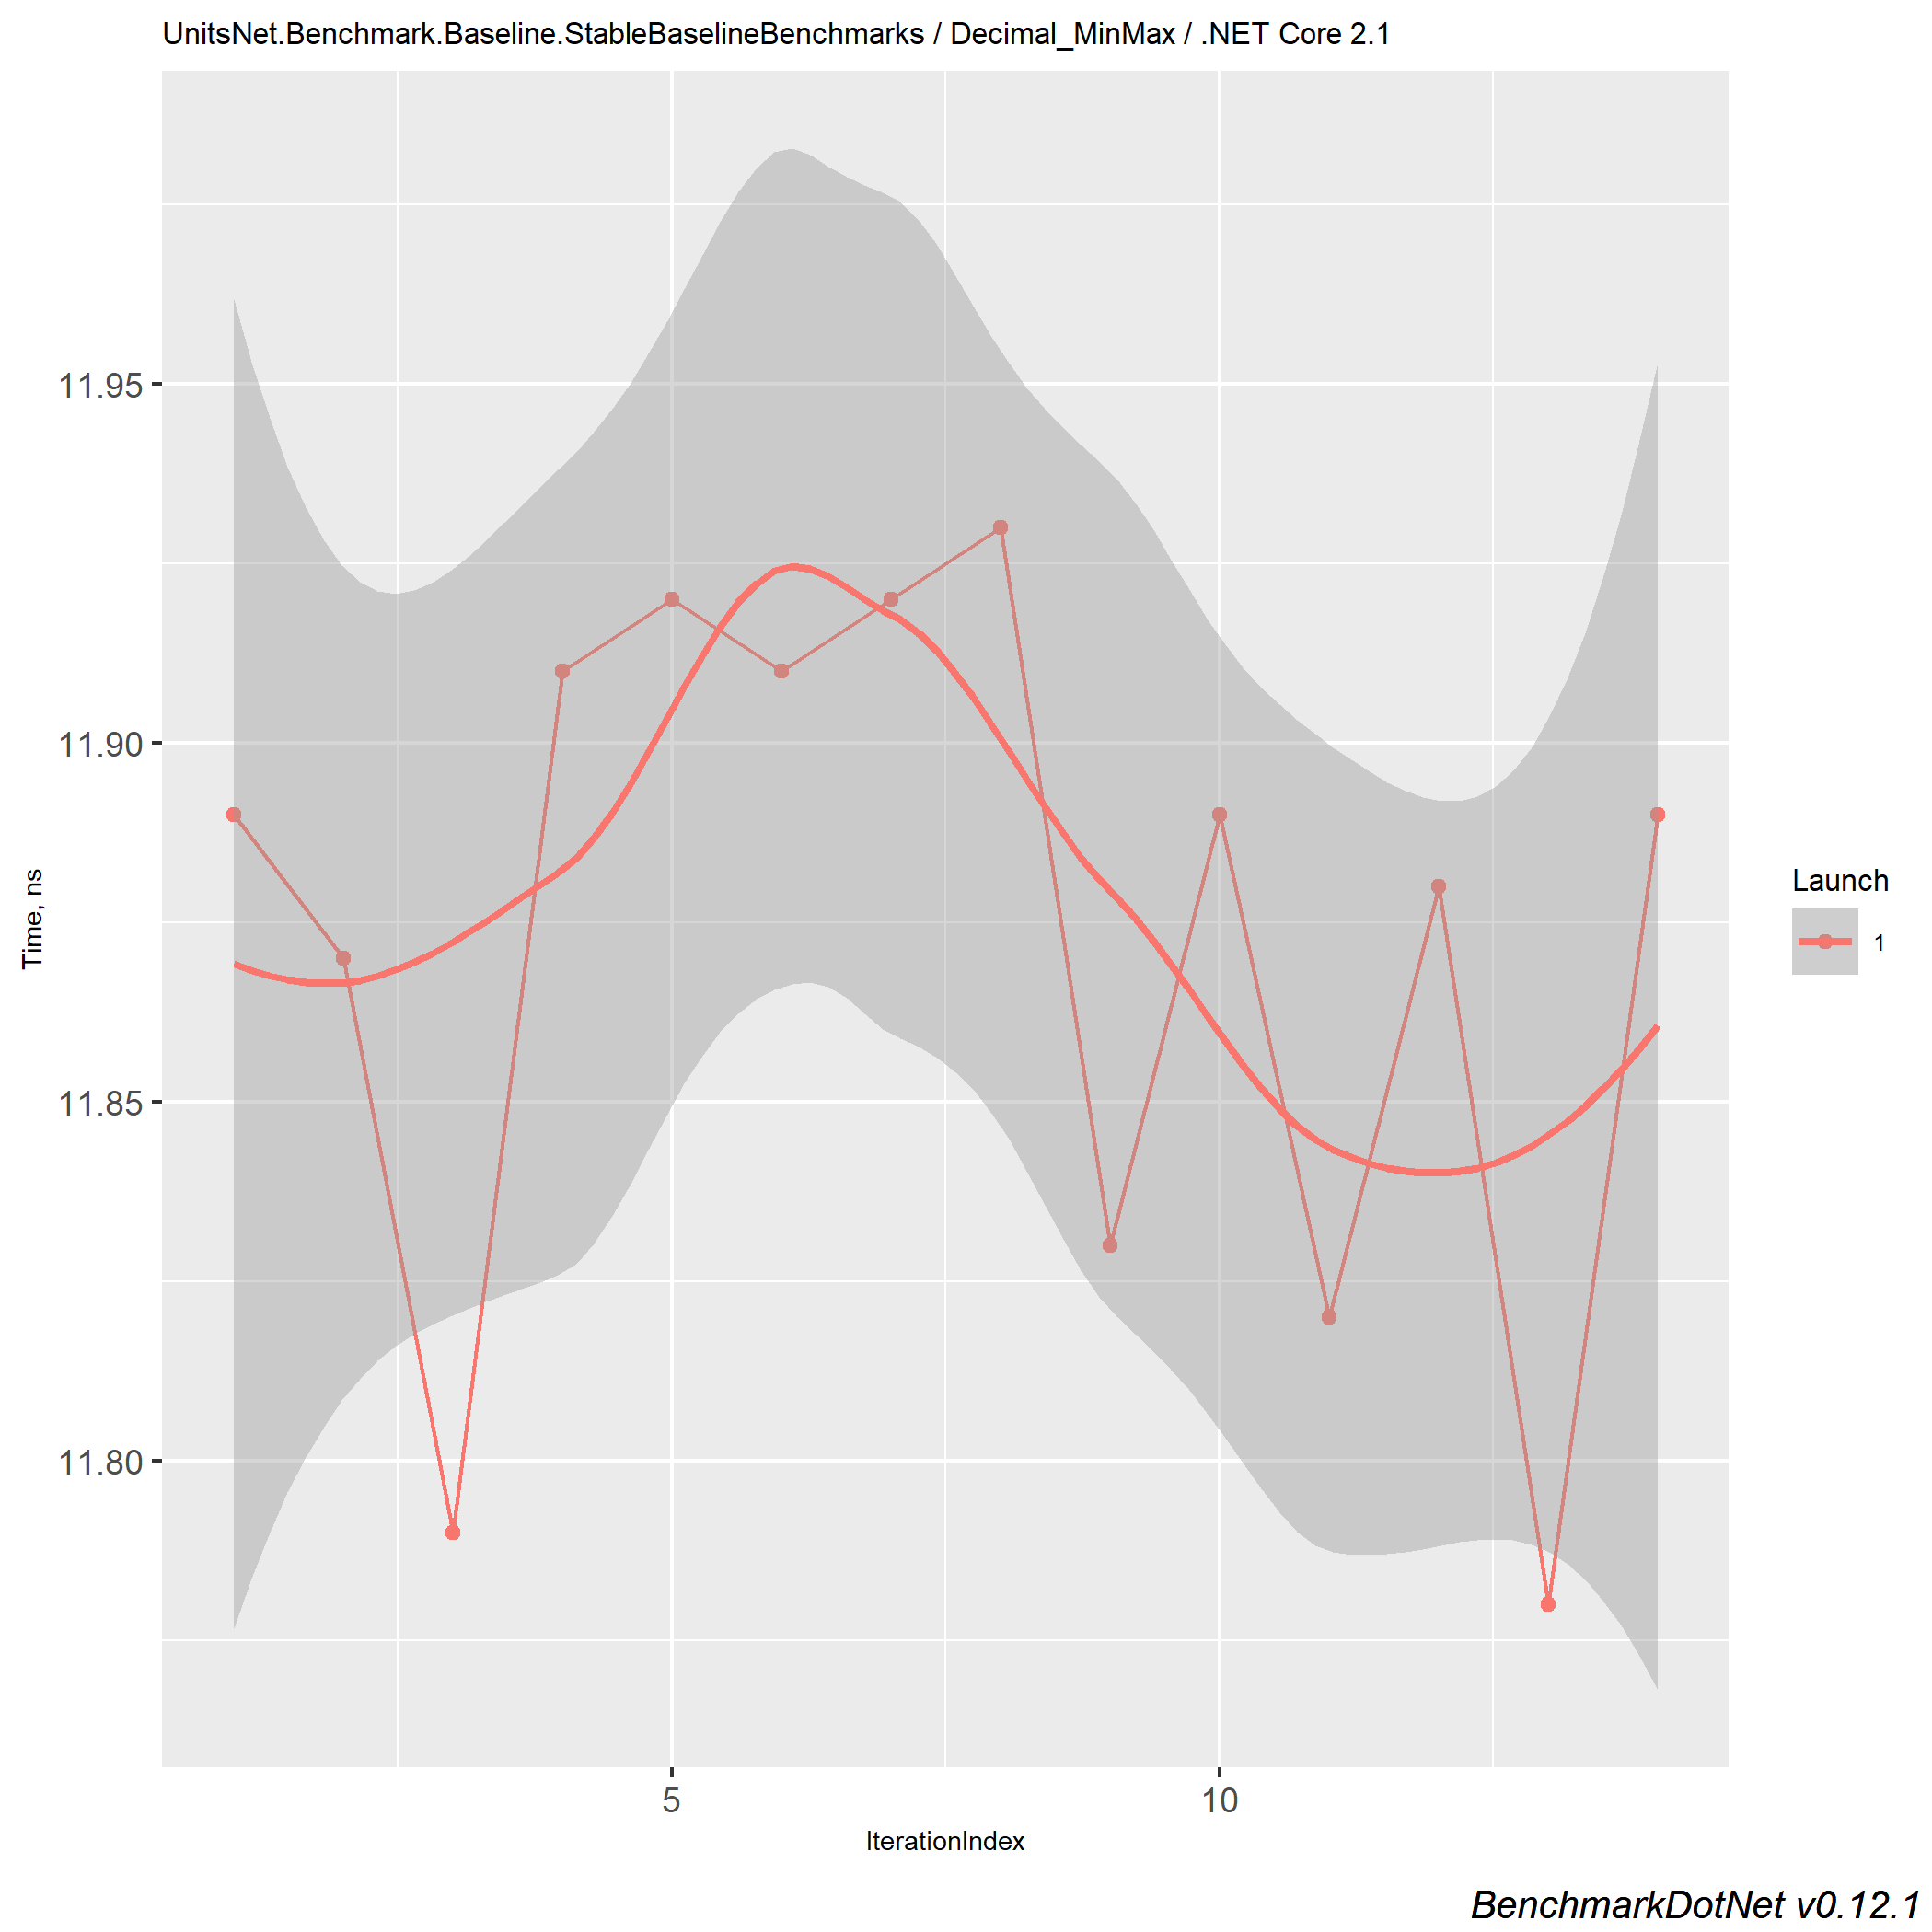 UnitsNet.Benchmark.Baseline.StableBaselineBenchmarks / Decimal_MinMax / .NET Core 2.1
11.95
11.90
11.85
11.80
Time, ns
5
10
IterationIndex
Launch
1
BenchmarkDotNet v0.12.1